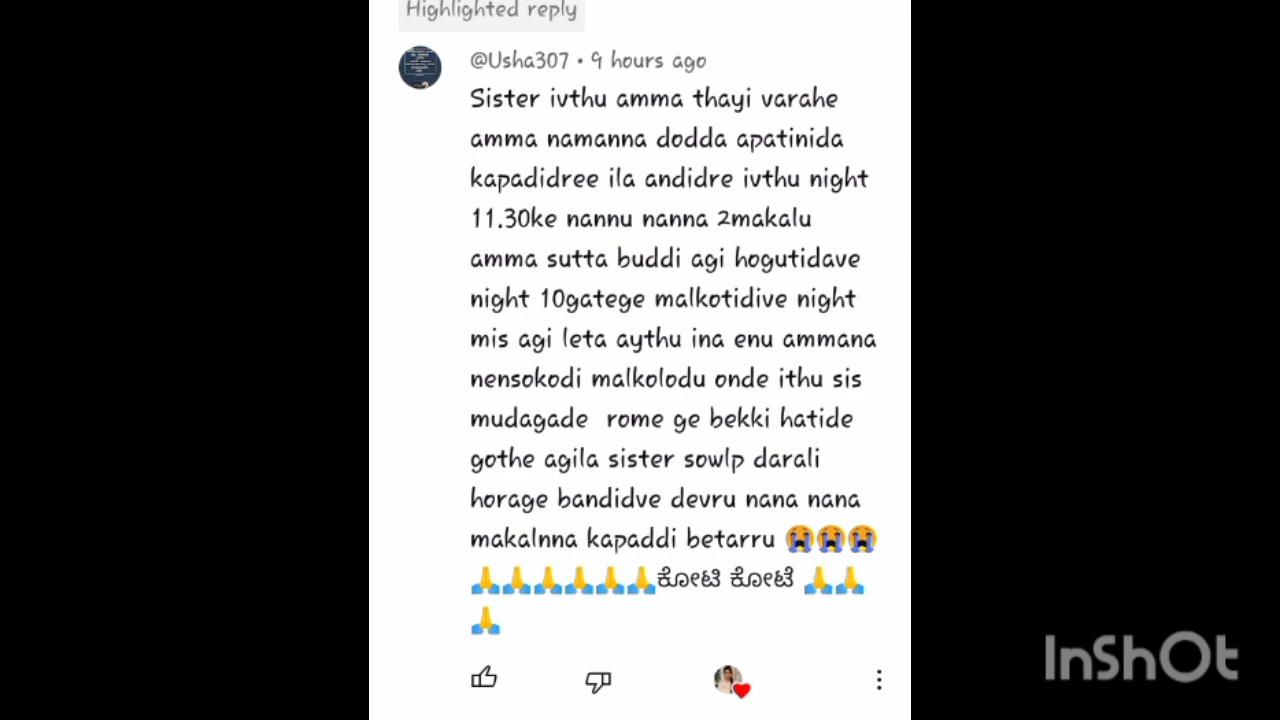 Highlighted reply
@Usha307 • 9 hours ago
Sister ivthu amma thayi varahe
amma namanna dodda apatinida
kapadidree ila andidre ivthu night
11.30ke nannu nanna 2makalu
amma sutta buddi agi hogutidave
night 10gatege malkotidive night
mis agi leta aythu ina enu ammana
nensokodi malkolodu onde ithu sis
mudagade rome ge bekki hatide
gothe agila sister sowlp darali
horage bandidve devru nana nana
makalnna kapaddi betarru 😭😭😭
🙏🙏🙏🙏🙏🙏ಕೋಟಿ ಕೋಟಿ 🙏🙏
🙏
InShOt